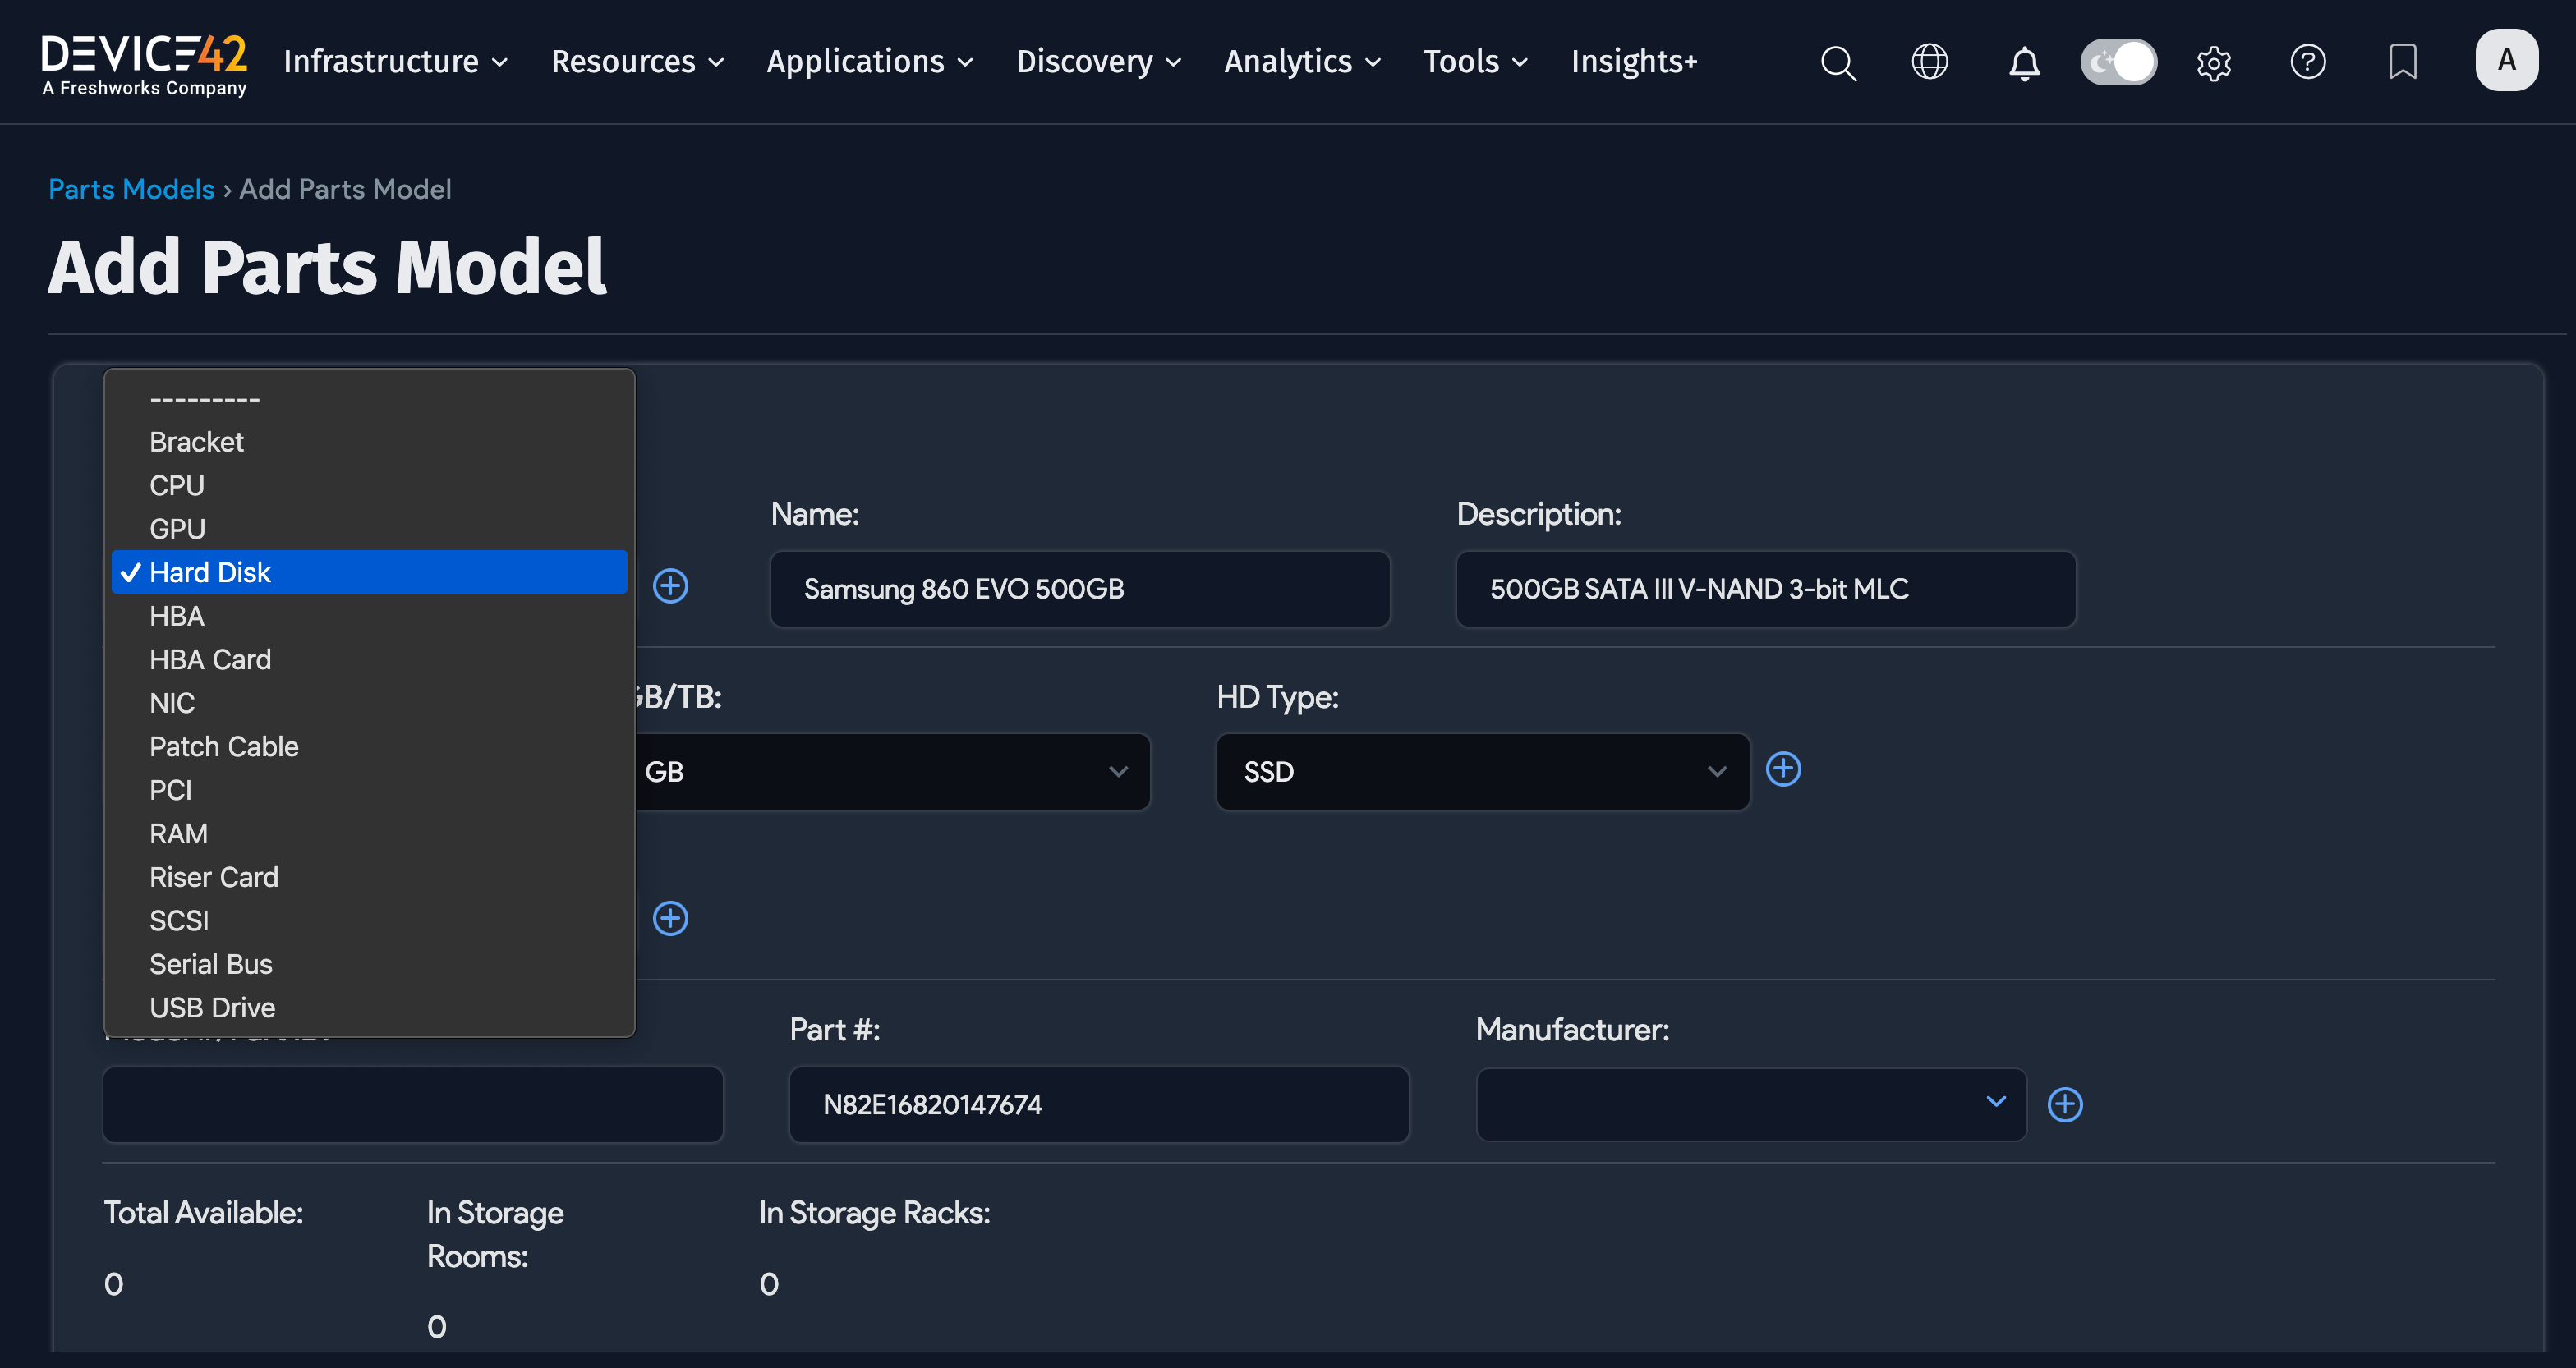 DEVICE42
A Freshworks Company
Infrastructure
Resources
Applications
Discovery
Analytics
Tools
Insights+
A
Parts Models › Add Parts Model
Add Parts Model
---------
Bracket
CPU
GPU
✓ Hard Disk
HBA
HBA Card
NIC
Patch Cable
PCI
RAM
Riser Card
SCSI
Serial Bus
USB Drive
Name:
Samsung 860 EVO 500GB
Description:
500GB SATA III V-NAND 3-bit MLC
GB/TB:
GB
HD Type:
SSD
Part #:
N82E16820147674
Manufacturer:
Total Available:
0
In Storage
Rooms:
0
In Storage Racks:
0